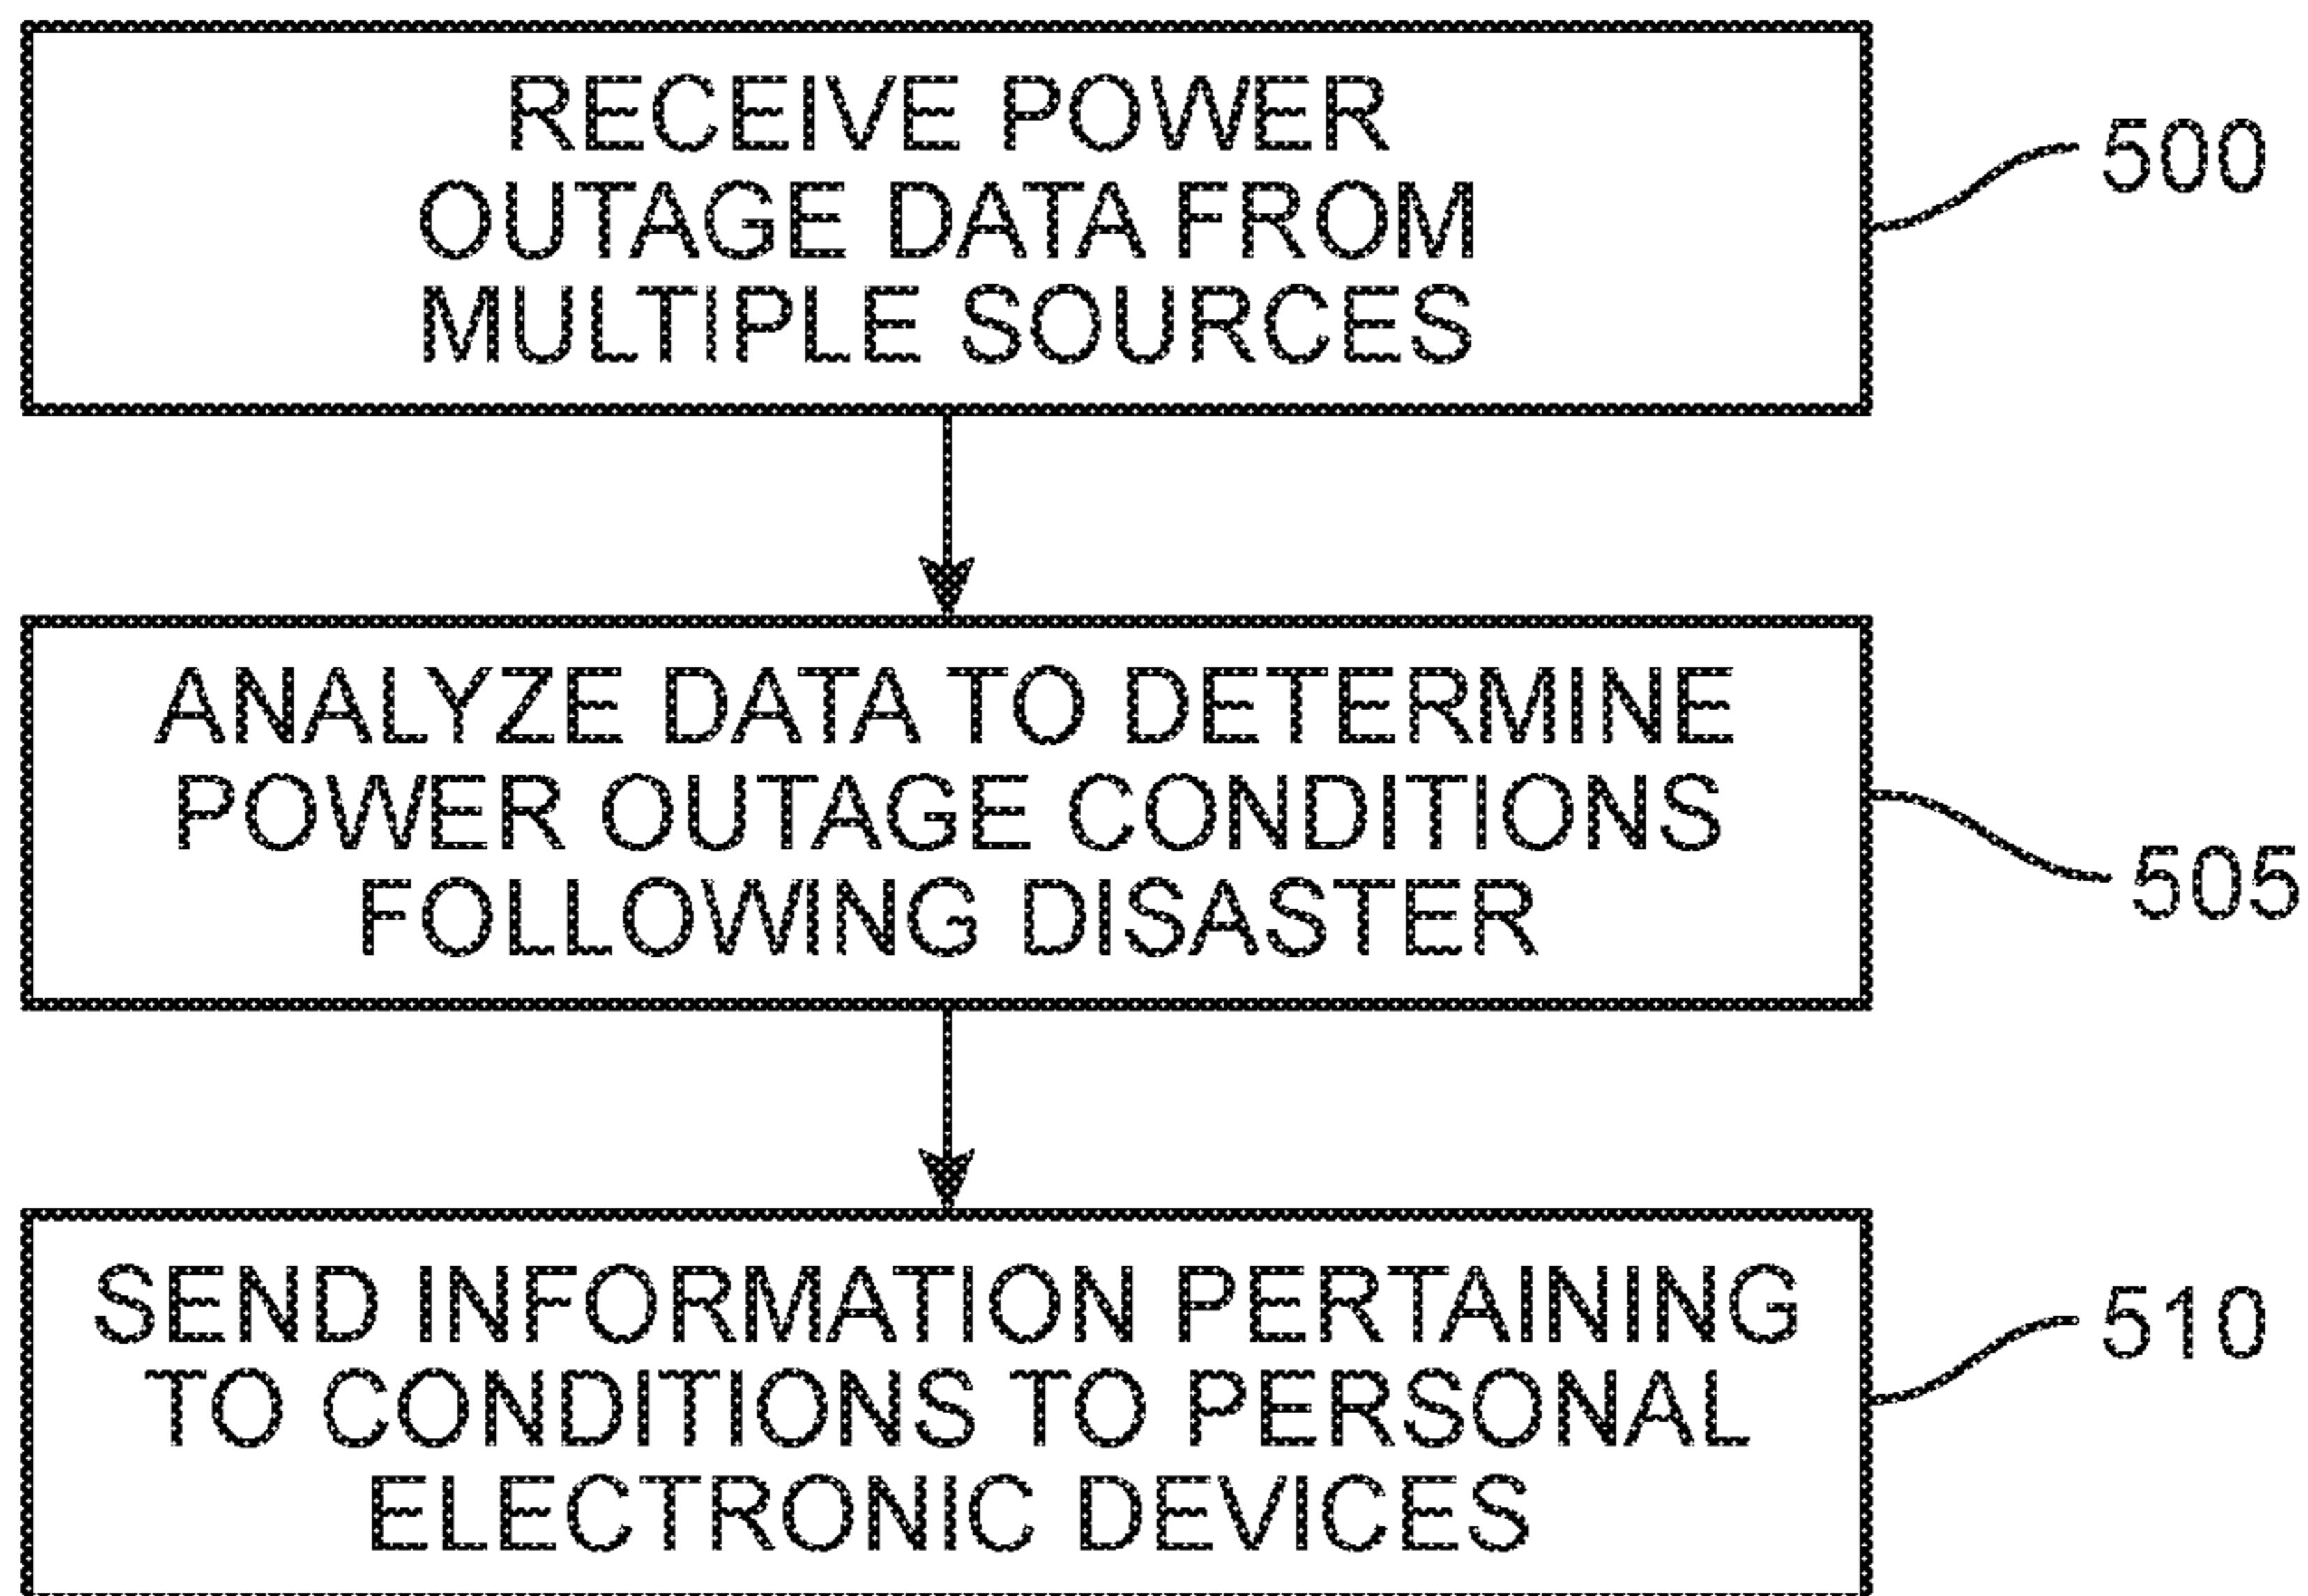 RECEIVE POWER
OUTAGE DATA FROM
MULTIPLE SOURCES
500
ANALYZE DATA TO DETERMINE
POWER OUTAGE CONDITIONS
FOLLOWING DISASTER
505
SEND INFORMATION PERTAINING
TO CONDITIONS TO PERSONAL
ELECTRONIC DEVICES
510